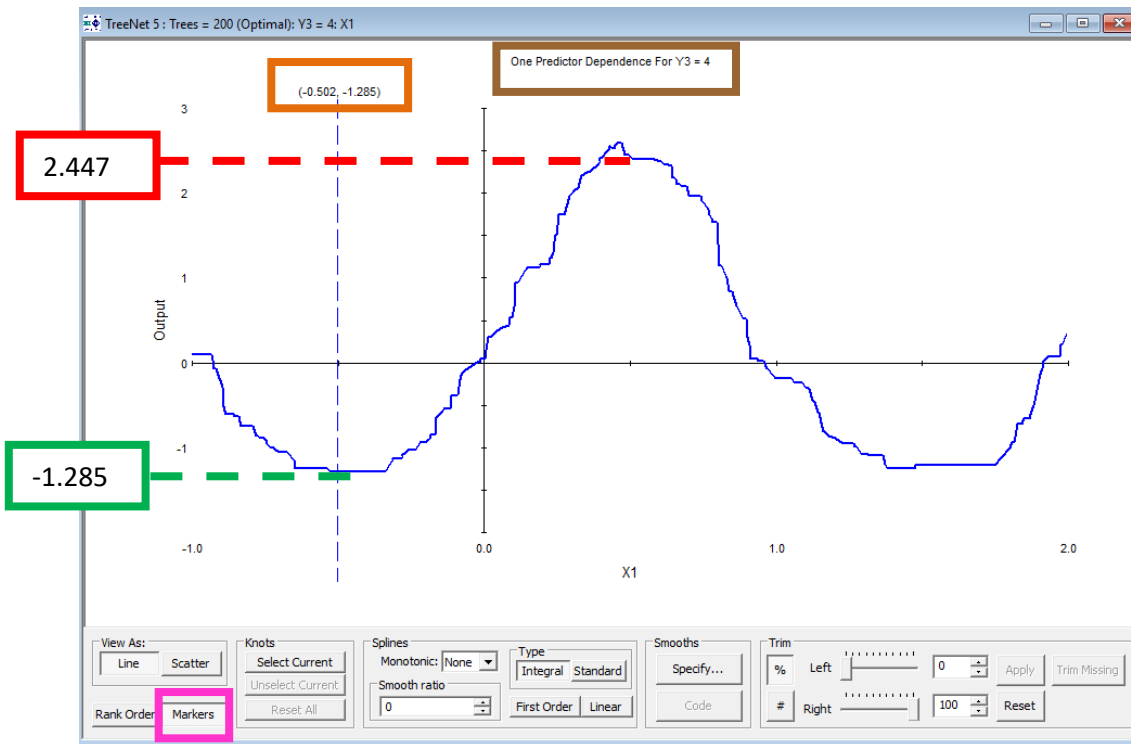 TreeNet 5 : Trees = 200 (Optimal): Y3 = 4: X1
One Predictor Dependence For Y3 = 4
(-0.502, -1.285)
3
2.447
2
1
Output
0
-1
-1.285
-1.0 0.0 1.0 2.0
X1
View As: Knots Splines Smooths Trim
Line Scatter Select Current Monotonic: None Type Integral Standard Specify... % Left 0 Apply Trim Missing
Unselect Current Smooth ratio
Rank Order Markers Reset All 0 First Order Linear Code # Right 100 Reset